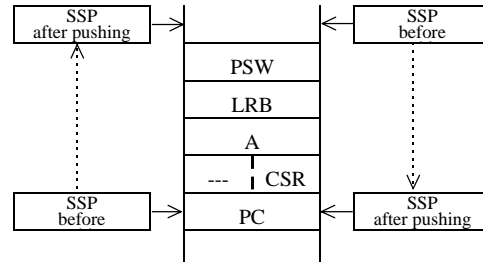 SSP
after pushing
SSP
before
PSW
LRB
A
--- CSR
SSP
before
PC
SSP
after pushing